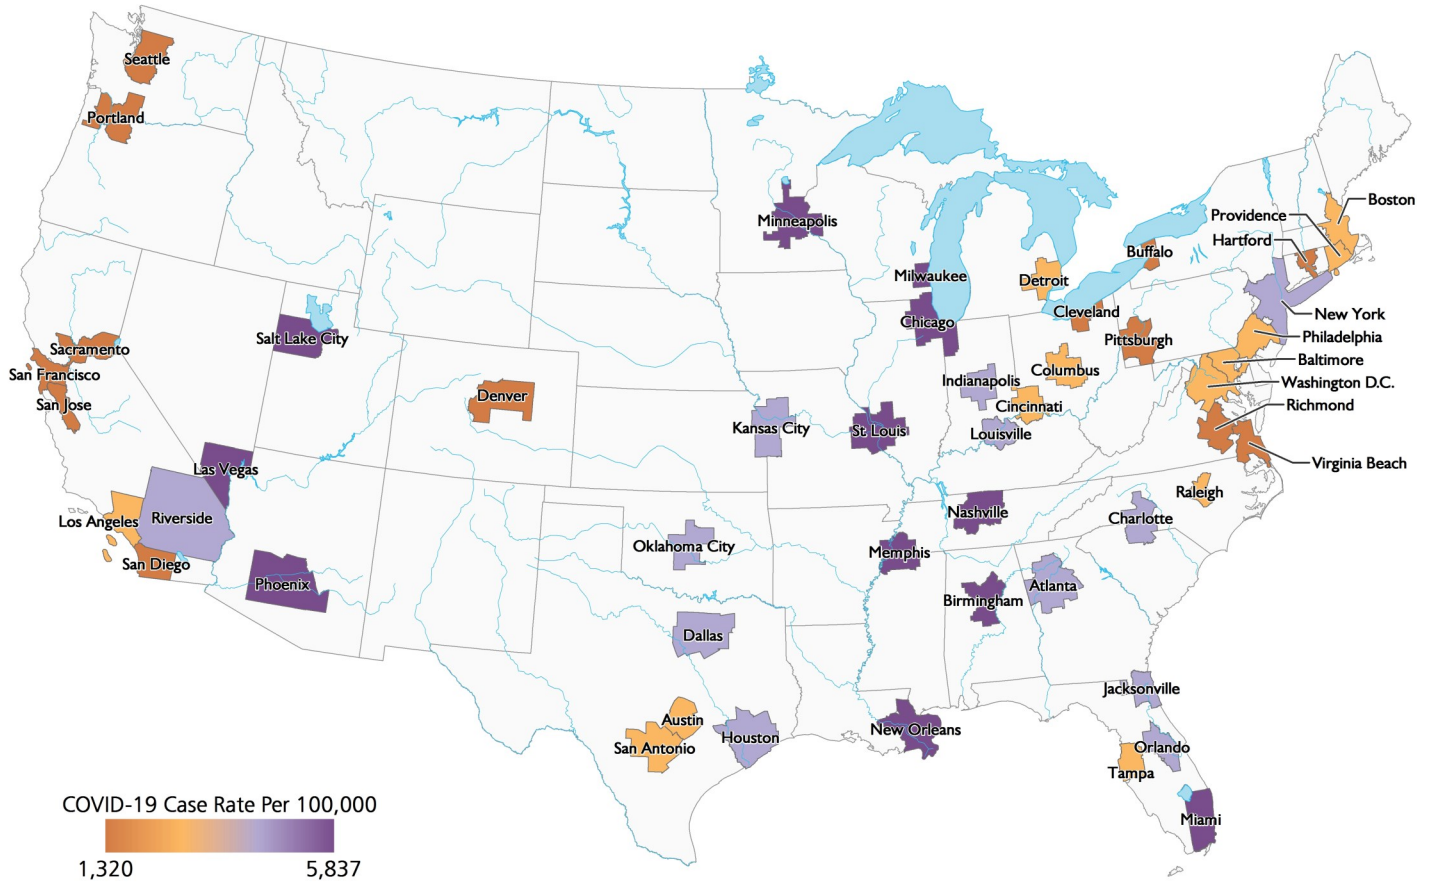 Seattle
Portland
Minneapolis
Boston
Providence
Hartford
Buffalo
Milwaukee
Detroit
Cleveland
New York
Chicago
Salt Lake City
Pittsburgh
Philadelphia
Sacramento
Baltimore
San Francisco
Columbus
Indianapolis
Washington D.C.
Denver
San Jose
Cincinnati
Richmond
Kansas City
St. Louis
Louisville
Virginia Beach
Las Vegas
Raleigh
Los Angeles
Riverside
Nashville
Charlotte
Oklahoma City
Memphis
San Diego
Phoenix
Atlanta
Birmingham
Dallas
Jacksonville
Austin
New Orleans
Houston
San Antonio
Orlando
Tampa
Miami
COVID-19 Case Rate Per 100,000
1,320 5,837